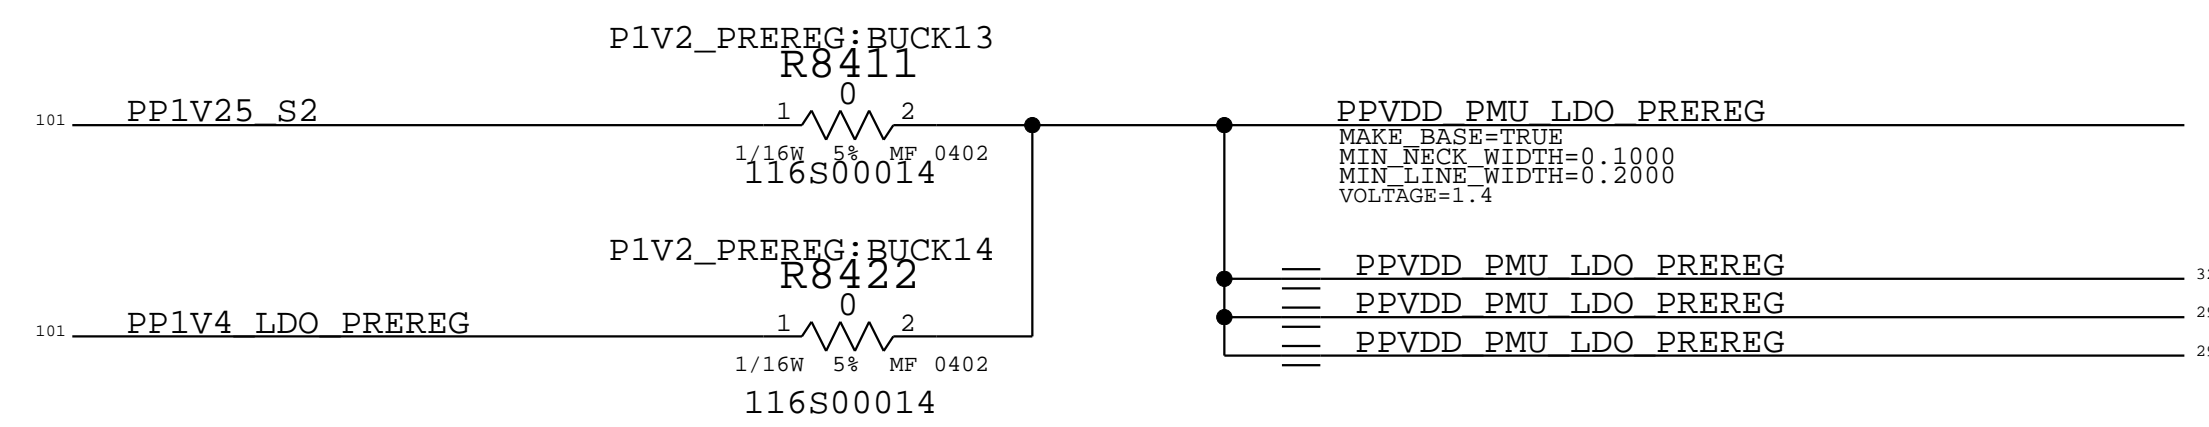 P1V2_PREREG:BUCK13
R8411
0
101 PP1V25_S2 1 2 PPVDD_PMU_LDO_PREREG
1/16W 5% MF 0402
116S00014
MAKE_BASE=TRUE
MIN_NECK_WIDTH=0.1000
MIN_LINE_WIDTH=0.2000
VOLTAGE=1.4
P1V2_PREREG:BUCK14
R8422
0
101 PP1V4_LDO_PREREG 1 2
1/16W 5% MF 0402
116S00014
PPVDD_PMU_LDO_PREREG
PPVDD_PMU_LDO_PREREG
PPVDD_PMU_LDO_PREREG